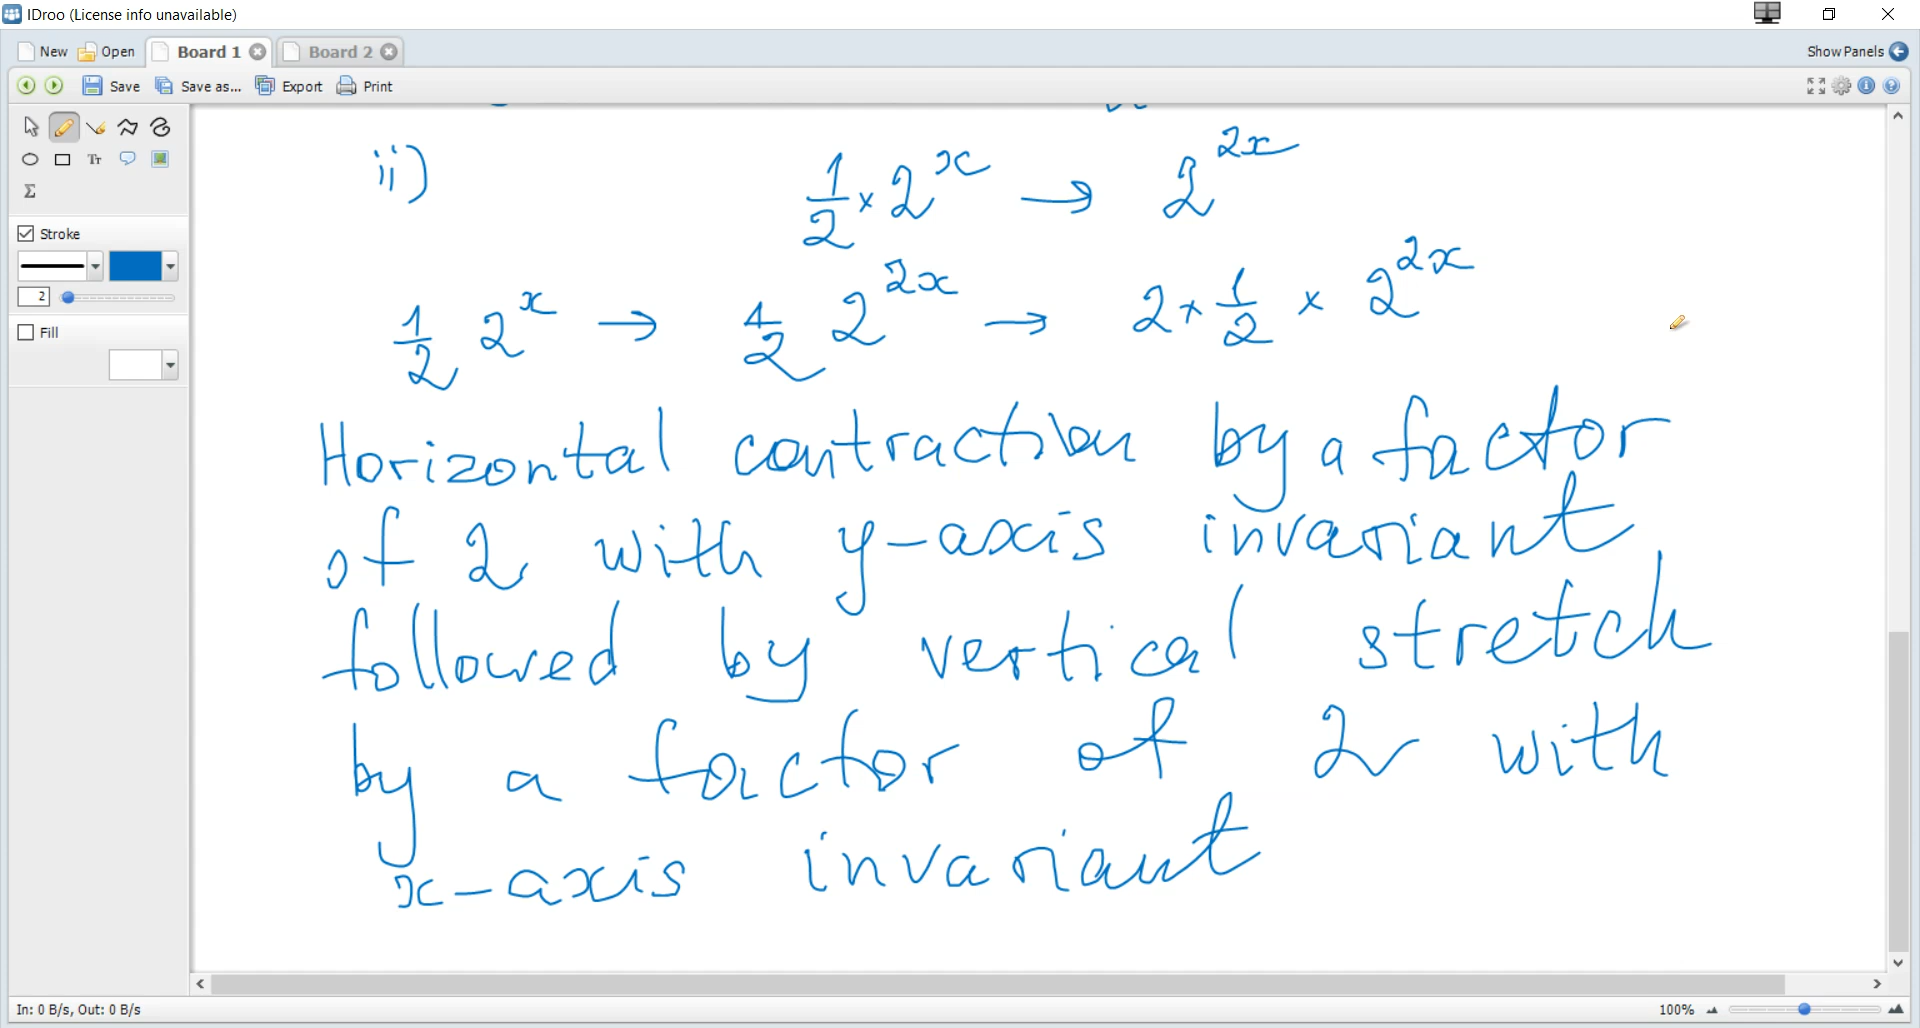 IDroo (License info unavailable)
New Open Board 1 Board 2 Show Panels
Save Save as... Export Print
ii) 1/2 × 2^x → 2^2x
Stroke
2
Fill
1/2 2^x → 1/2 2^2x → 2 × 1/2 × 2^2x
Horizontal contraction by a factor
of 2 with y-axis invariant
followed by vertical stretch
by a factor of 2 with
x-axis invariant
In: 0 B/s, Out: 0 B/s 100%